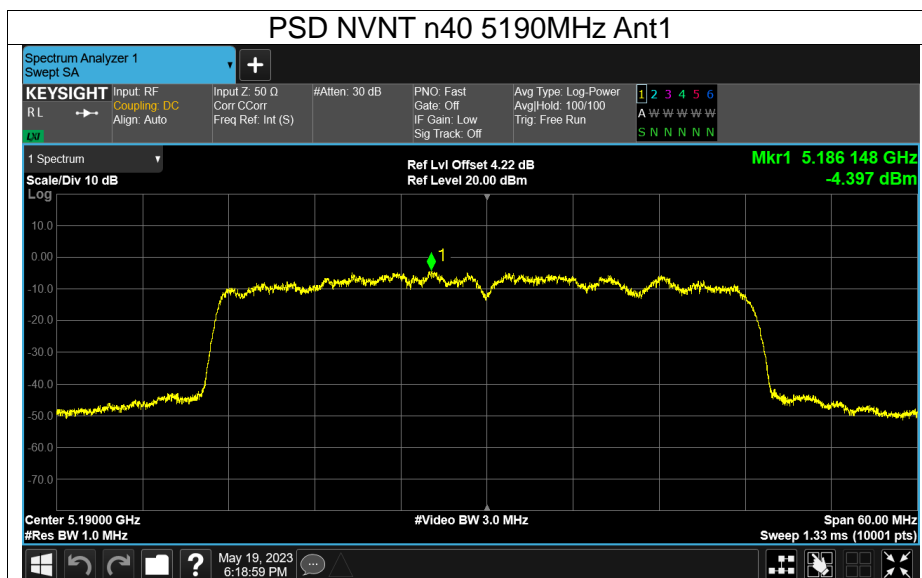 PSD NVNT n40 5190MHz Ant1
Spectrum Analyzer 1
Swept SA
+
KEYSIGHT
R L
LXI
Input: RF
Coupling: DC
Align: Auto
Input Z: 50 Ω
Corr CCorr
Freq Ref: Int (S)
#Atten: 30 dB
PNO: Fast
Gate: Off
IF Gain: Low
Sig Track: Off
Avg Type: Log-Power
Avg|Hold: 100/100
Trig: Free Run
1 2 3 4 5 6
A W W W W W
S N N N N N
1 Spectrum
Scale/Div 10 dB
Ref Lvl Offset 4.22 dB
Ref Level 20.00 dBm
Mkr1 5.186 148 GHz
-4.397 dBm
Log
10.0
0.00
-10.0
-20.0
-30.0
-40.0
-50.0
-60.0
-70.0
1
Center 5.19000 GHz
#Res BW 1.0 MHz
#Video BW 3.0 MHz
Span 60.00 MHz
Sweep 1.33 ms (10001 pts)
?
May 19, 2023
6:18:59 PM